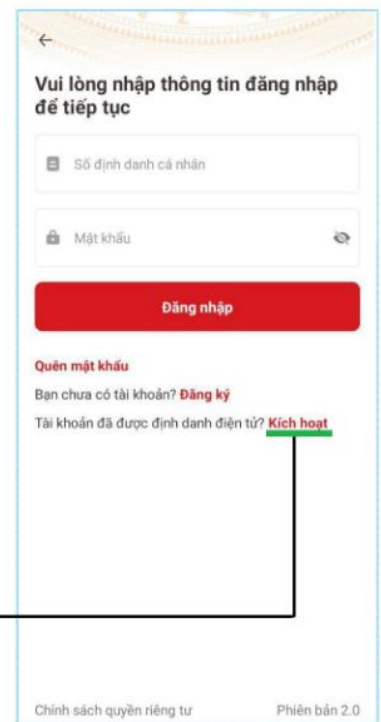 Vui lòng nhập thông tin đăng nhập
để tiếp tục
Số định danh cá nhân
Mật khẩu
Đăng nhập
Quên mật khẩu
Bạn chưa có tài khoản? Đăng ký
Tài khoản đã được định danh điện tử? Kích hoạt
Chính sách quyền riêng tư Phiên bản 2.0